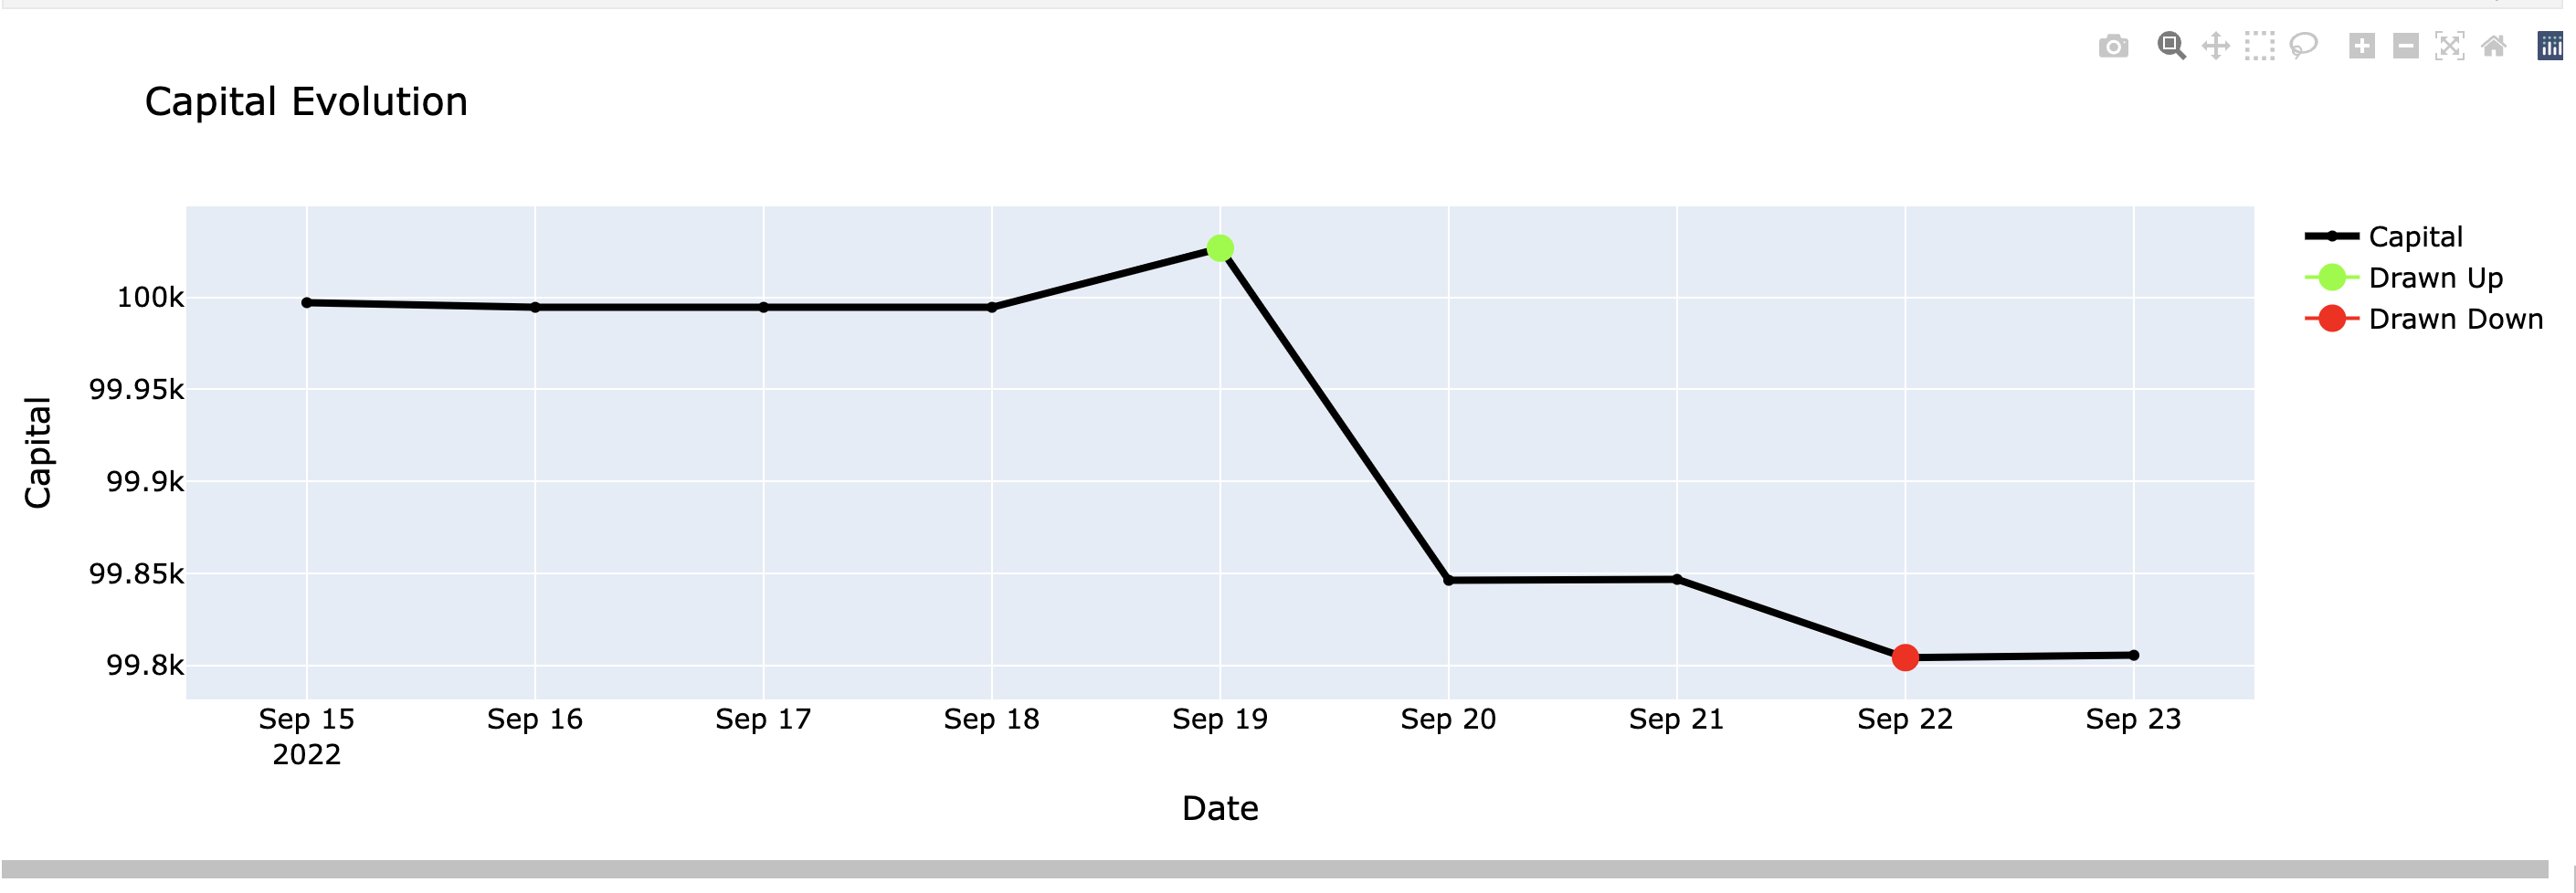 Capital Evolution
Capital
Drawn Up
Drawn Down
100k
99.95k
99.9k
99.85k
99.8k
Capital
Sep 15
2022
Sep 16
Sep 17
Sep 18
Sep 19
Sep 20
Sep 21
Sep 22
Sep 23
Date